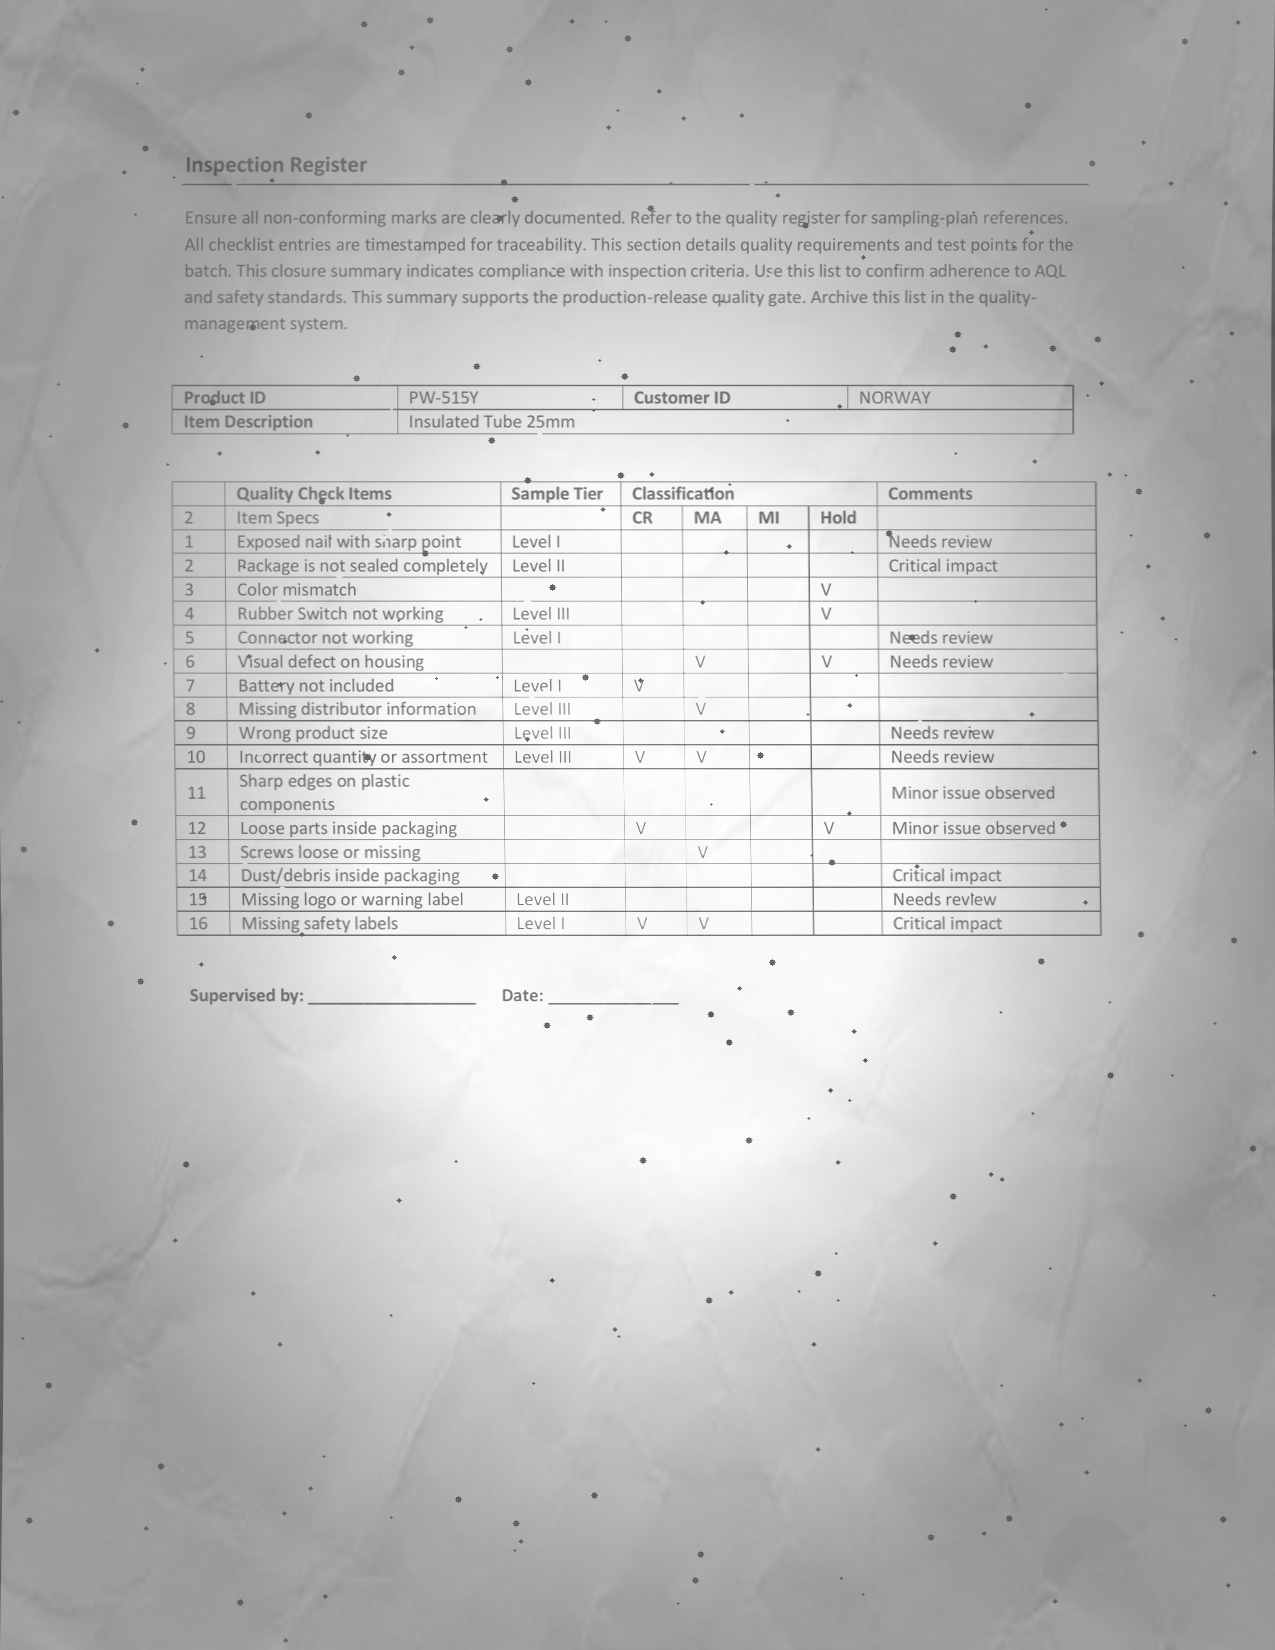 Inspection Register
Ensure all non-conforming marks are clearly documented. Refer to the quality register for sampling-plan references.
All checklist entries are timestamped for traceability. This section details quality requirements and test points for the
batch. This closure summary indicates compliance with inspection criteria. Use this list to confirm adherence to AQL
and safety standards. This summary supports the production-release quality gate. Archive this list in the quality-
management system.
Product ID PW-515Y Customer ID NORWAY
Item Description Insulated Tube 25mm
Quality Check Items Sample Tier Classification Comments
2 Item Specs CR MA MI Hold
1 Exposed nail with sharp point Level I Needs review
2 Package is not sealed completely Level II Critical impact
3 Color mismatch V
4 Rubber Switch not working Level III V
5 Connector not working Level I Needs review
6 Visual defect on housing V V Needs review
7 Battery not included Level I V
8 Missing distributor information Level III V
9 Wrong product size Level III Needs review
10 Incorrect quantity or assortment Level III V V Needs review
11 Sharp edges on plastic
components Minor issue observed
12 Loose parts inside packaging V V Minor issue observed
13 Screws loose or missing V
14 Dust/debris inside packaging Critical impact
15 Missing logo or warning label Level II Needs review
16 Missing safety labels Level I V V Critical impact
Supervised by: ____________________ Date: ________________